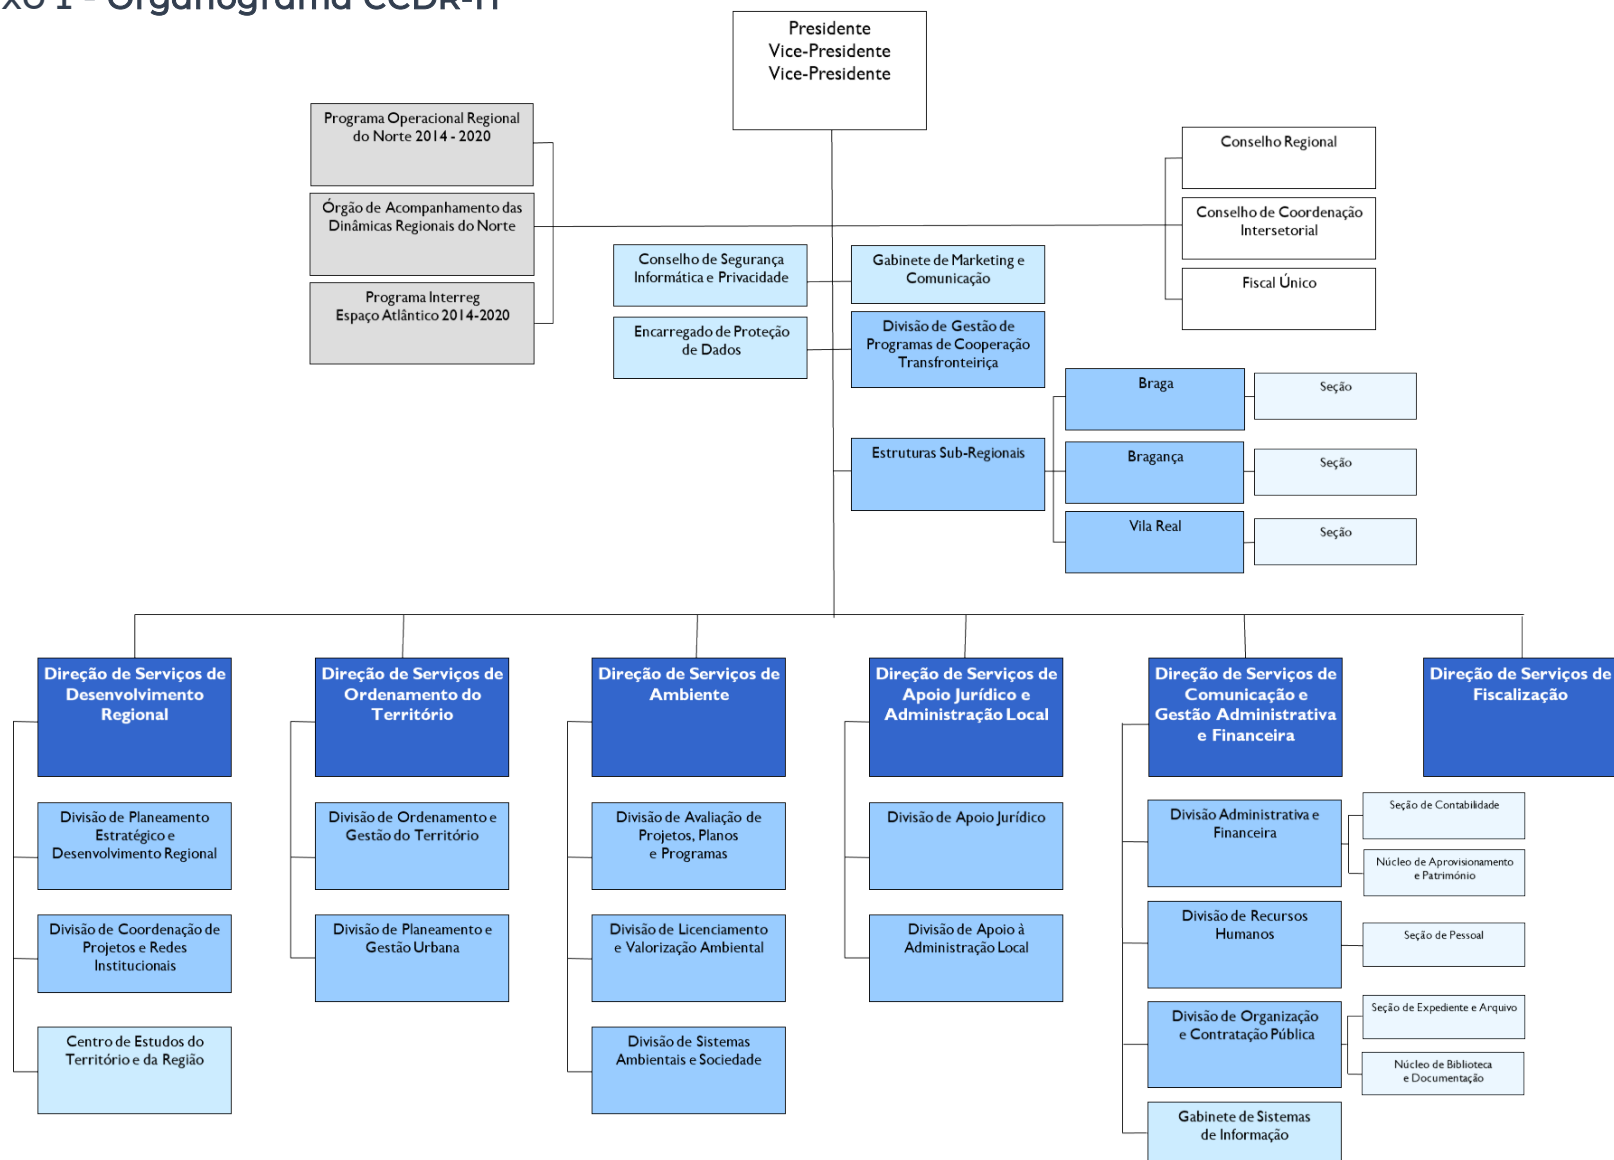 1 - Organograma CCDR-N
Presidente
Vice-Presidente
Vice-Presidente
Programa Operacional Regional
do Norte 2014 - 2020
Órgão de Acompanhamento das
Dinâmicas Regionais do Norte
Programa Interreg
Espaço Atlântico 2014-2020
Conselho Regional
Conselho de Coordenação
Intersetorial
Fiscal Único
Conselho de Segurança
Informática e Privacidade
Gabinete de Marketing e
Comunicação
Encarregado de Proteção
de Dados
Divisão de Gestão de
Programas de Cooperação
Transfronteiriça
Estruturas Sub-Regionais
Braga
Seção
Bragança
Seção
Vila Real
Seção
Direção de Serviços de
Desenvolvimento
Regional
Divisão de Planeamento
Estratégico e
Desenvolvimento Regional
Divisão de Coordenação de
Projetos e Redes
Institucionais
Centro de Estudos do
Território e da Região
Direção de Serviços de
Ordenamento do
Território
Divisão de Ordenamento e
Gestão do Território
Divisão de Planeamento e
Gestão Urbana
Direção de Serviços de
Ambiente
Divisão de Avaliação de
Projetos, Planos
e Programas
Divisão de Licenciamento
e Valorização Ambiental
Divisão de Sistemas
Ambientais e Sociedade
Direção de Serviços de
Apoio Jurídico e
Administração Local
Divisão de Apoio Jurídico
Divisão de Apoio à
Administração Local
Direção de Serviços de
Comunicação e
Gestão Administrativa
e Financeira
Divisão Administrativa e
Financeira
Seção de Contabilidade
Núcleo de Aprovisionamento
e Património
Divisão de Recursos
Humanos
Seção de Pessoal
Divisão de Organização
e Contratação Pública
Seção de Expediente e Arquivo
Núcleo de Biblioteca
e Documentação
Gabinete de Sistemas
de Informação
Direção de Serviços de
Fiscalização